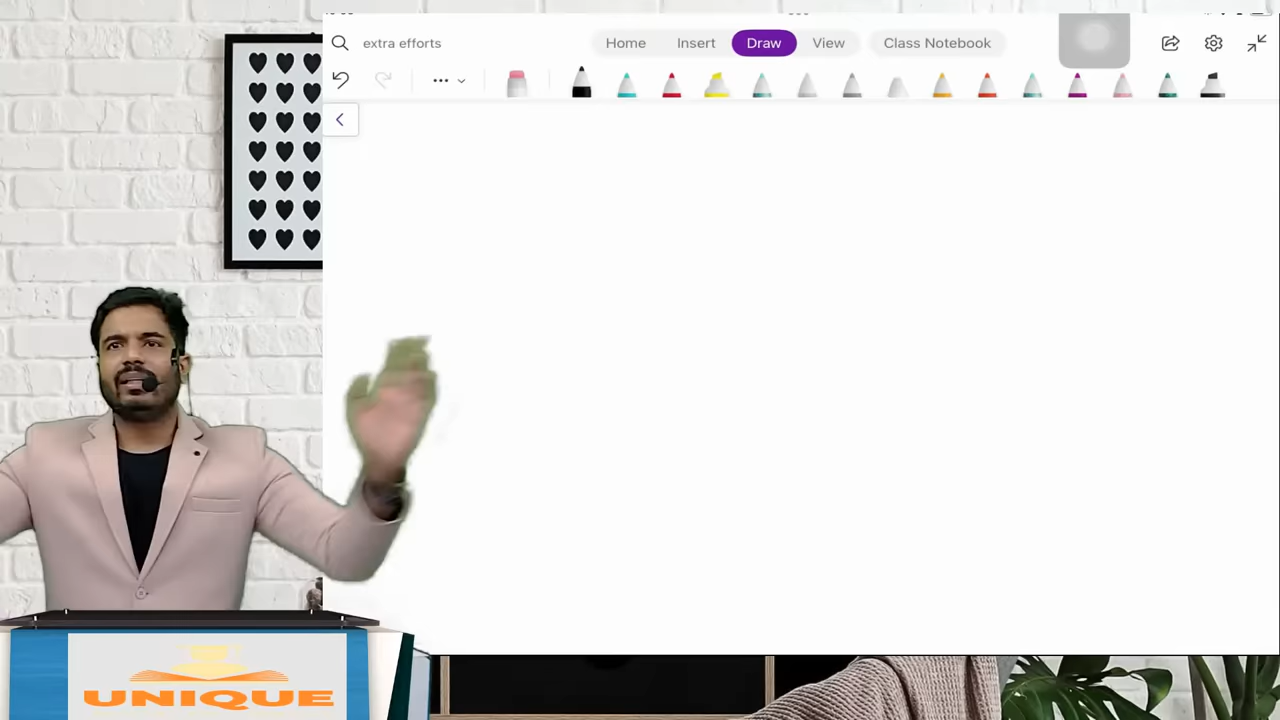 extra efforts
Home
Insert
Draw
View
Class Notebook
UNIQUE